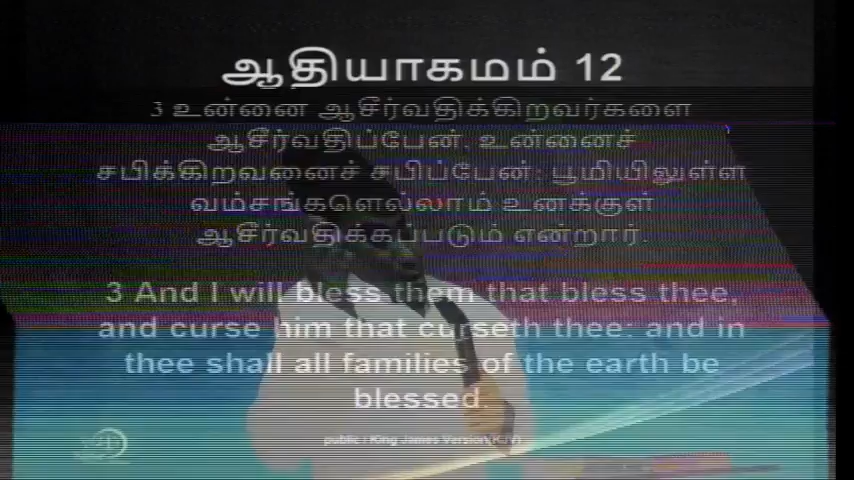 ஆதியாகமம் 12
3 உன்னை ஆசீர்வதிக்கிறவர்களை
ஆசீர்வதிப்பேன், உன்னைச்
சபிக்கிறவனைச் சபிப்பேன்; பூமியிலுள்ள
வம்சங்களெல்லாம் உனக்குள்
ஆசீர்வதிக்கப்படும் என்றார்.
3 And I will bless them that bless thee,
and curse him that curseth thee: and in
thee shall all families of the earth be
blessed.
public : King James Version(KJV)